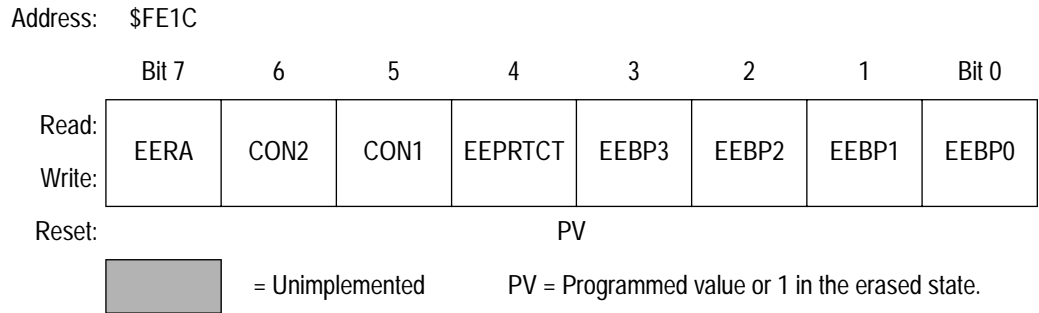 Address: $FE1C
Bit 7 6 5 4 3 2 1 Bit 0
Read:
EERA CON2 CON1 EEPRTCT EEBP3 EEBP2 EEBP1 EEBP0
Write:
Reset: PV
= Unimplemented PV = Programmed value or 1 in the erased state.